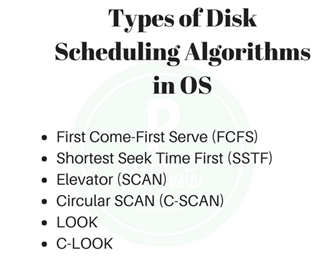 Types of Disk
Scheduling Algorithms
in OS
• First Come-First Serve (FCFS)
• Shortest Seek Time First (SSTF)
• Elevator (SCAN)
• Circular SCAN (C-SCAN)
• LOOK
• C-LOOK